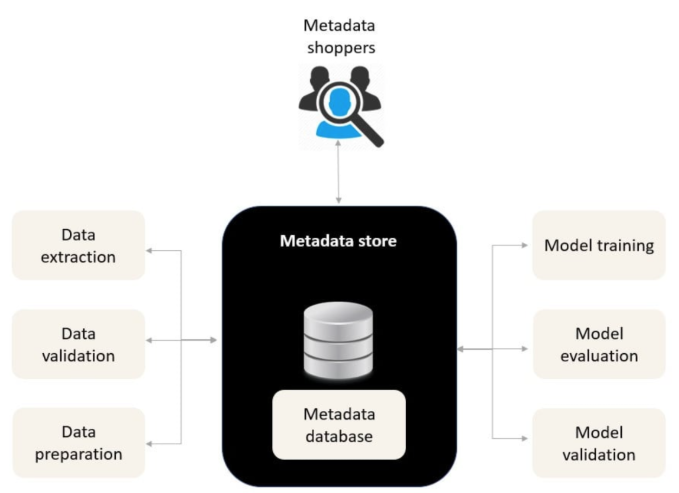 Metadata
shoppers
Data
extraction
Data
validation
Data
preparation
Metadata store
Metadata
database
Model training
Model
evaluation
Model
validation